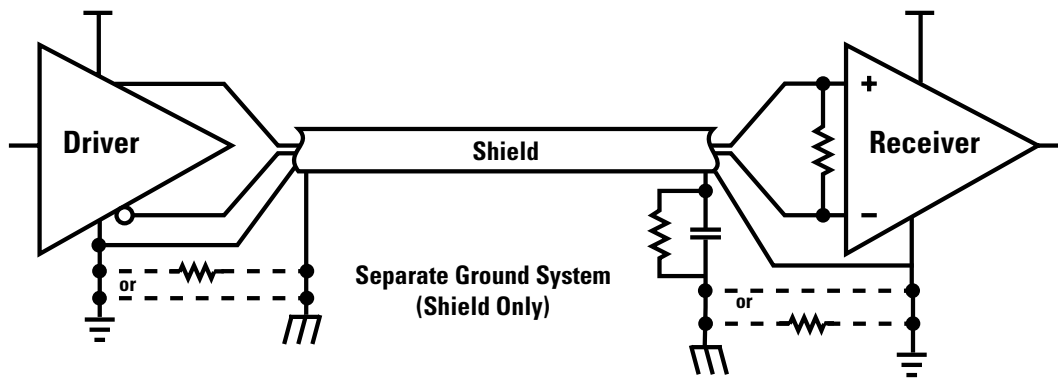 Driver
Shield
+
Receiver
−
or
Separate Ground System
(Shield Only)
or